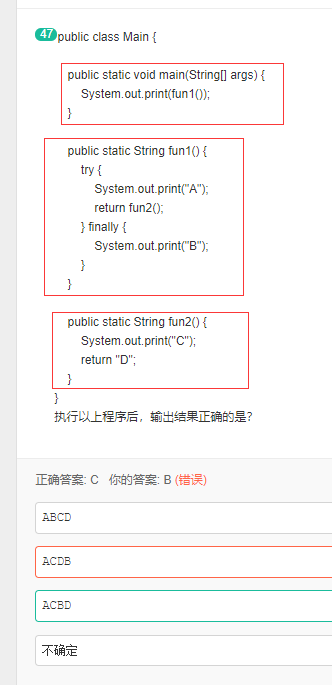 47 public class Main {
public static void main(String[] args) {
System.out.print(fun1());
}
public static String fun1() {
try {
System.out.print("A");
return fun2();
} finally {
System.out.print("B");
}
}
public static String fun2() {
System.out.print("C");
return "D";
}
}
执行以上程序后，输出结果正确的是?
正确答案: C 你的答案: B (错误)
ABCD
ACDB
ACBD
不确定